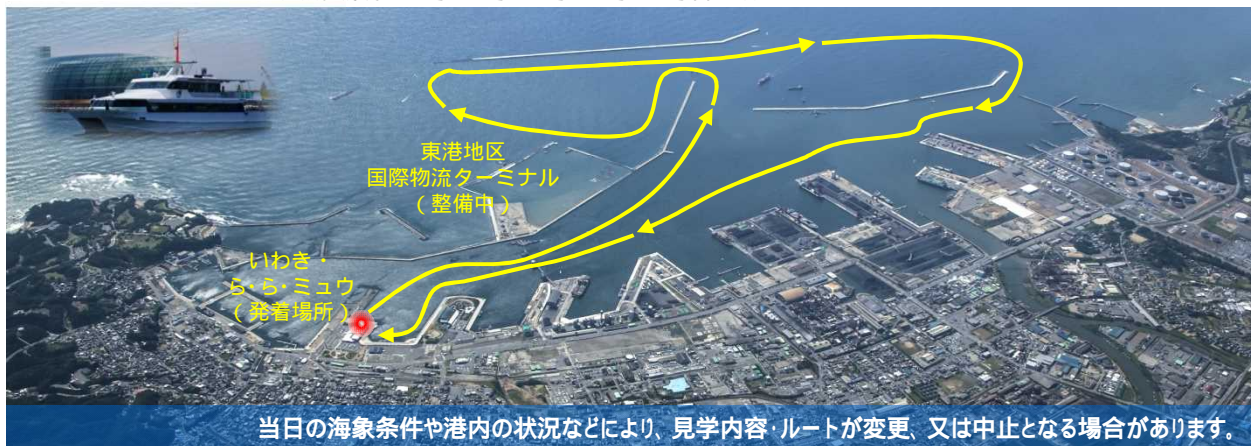 東港地区
国際物流ターミナル
(整備中)
いわき・
ら・ら・ミュウ
(発着場所)
当日の海象条件や港内の状況などにより、見学内容・ルートが変更、又は中止となる場合があります。